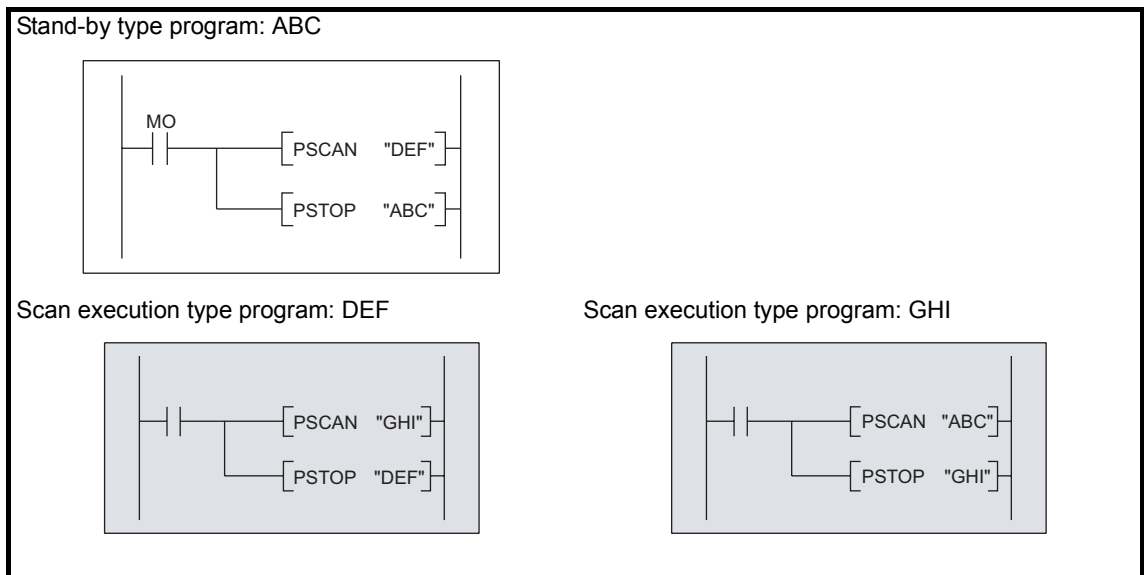 Stand-by type program: ABC
MO
PSCAN "DEF"
PSTOP "ABC"
Scan execution type program: DEF
PSCAN "GHI"
PSTOP "DEF"
Scan execution type program: GHI
PSCAN "ABC"
PSTOP "GHI"